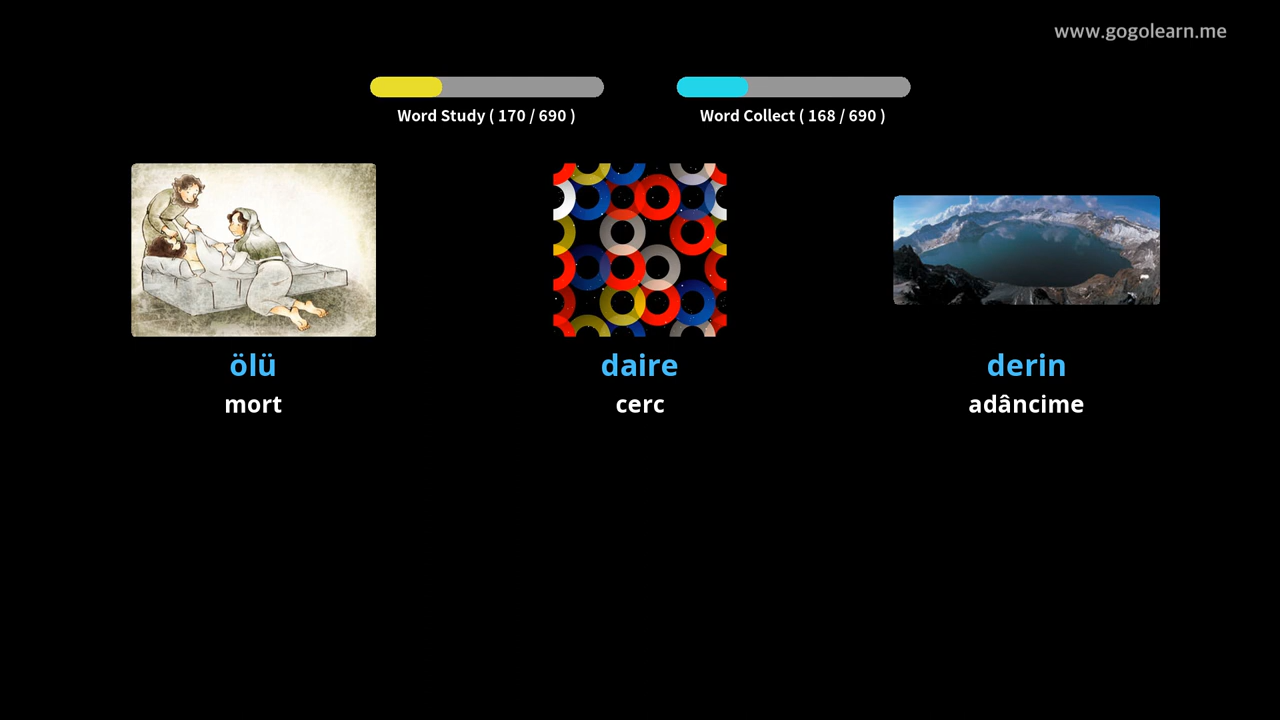 www.gogolearn.me
Word Study ( 170 / 690 )
Word Collect ( 168 / 690 )
ölü
mort
daire
cerc
derin
adâncime